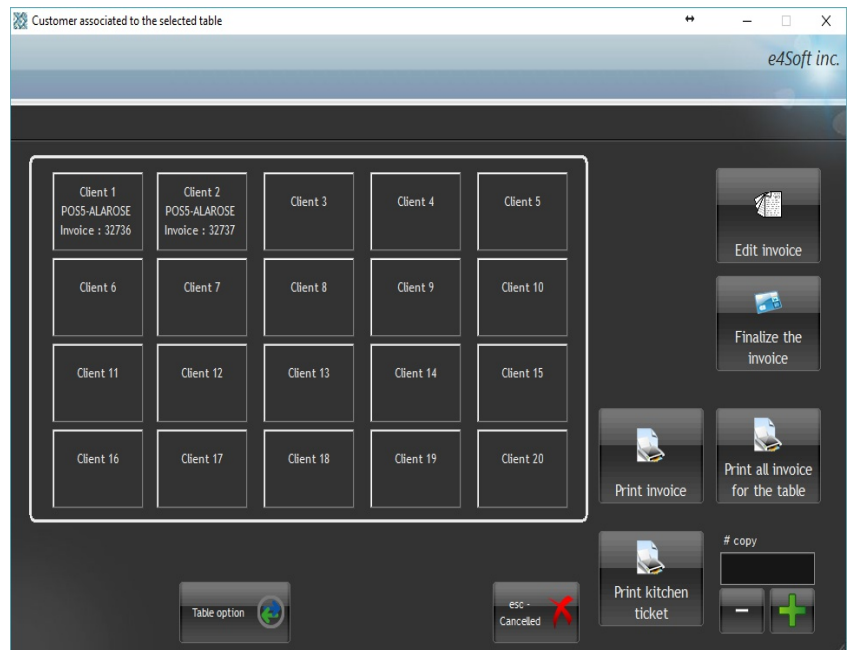 Customer associated to the selected table
e4Soft inc.
Client 1
POS5-ALAROSE
Invoice : 32736
Client 2
POS5-ALAROSE
Invoice : 32737
Client 3
Client 4
Client 5
Client 6
Client 7
Client 8
Client 9
Client 10
Client 11
Client 12
Client 13
Client 14
Client 15
Client 16
Client 17
Client 18
Client 19
Client 20
Edit invoice
Finalize the
invoice
Print invoice
Print all invoice
for the table
Print kitchen
ticket
# copy
Table option
esc -
Cancelled